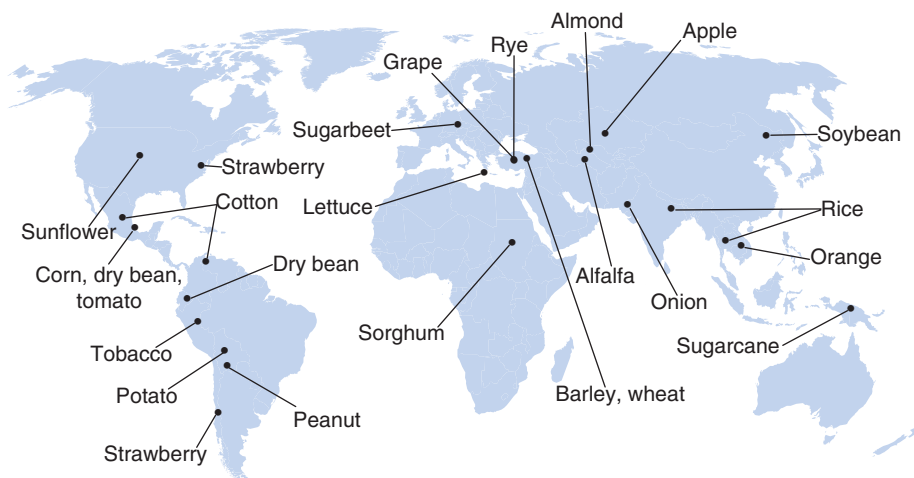 Almond
Apple
Rye
Grape
Sugarbeet
Soybean
Strawberry
Cotton
Lettuce
Rice
Sunflower
Orange
Dry bean
Corn, dry bean,
tomato
Alfalfa
Onion
Sorghum
Sugarcane
Tobacco
Potato
Peanut
Barley, wheat
Strawberry